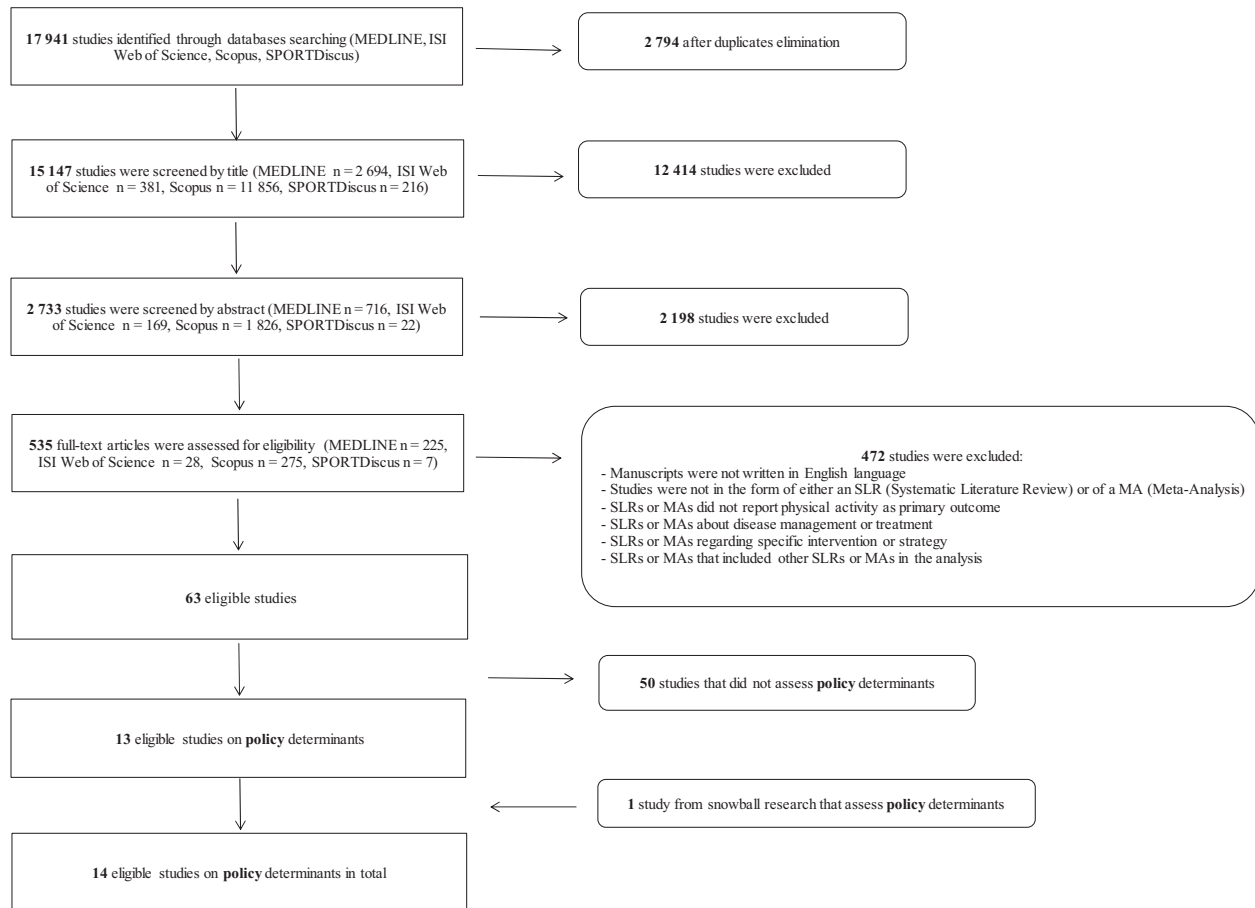 17 941 studies identified through databases searching (MEDLINE, ISI
Web of Science, Scopus, SPORTDiscus)
2 794 after duplicates elimination
15 147 studies were screened by title (MEDLINE n = 2 694, ISI Web
of Science n = 381, Scopus n = 11 856, SPORTDiscus n = 216)
12 414 studies were excluded
2 733 studies were screened by abstract (MEDLINE n = 716, ISI Web
of Science n = 169, Scopus n = 1 826, SPORTDiscus n = 22)
2 198 studies were excluded
535 full-text articles were assessed for eligibility (MEDLINE n = 225,
ISI Web of Science n = 28, Scopus n = 275, SPORTDiscus n = 7)
472 studies were excluded:
- Manuscripts were not written in English language
- Studies were not in the form of either an SLR (Systematic Literature Review) or of a MA (Meta-Analysis)
- SLRs or MAs did not report physical activity as primary outcome
- SLRs or MAs about disease management or treatment
- SLRs or MAs regarding specific intervention or strategy
- SLRs or MAs that included other SLRs or MAs in the analysis
63 eligible studies
50 studies that did not assess policy determinants
13 eligible studies on policy determinants
1 study from snowball research that assess policy determinants
14 eligible studies on policy determinants in total